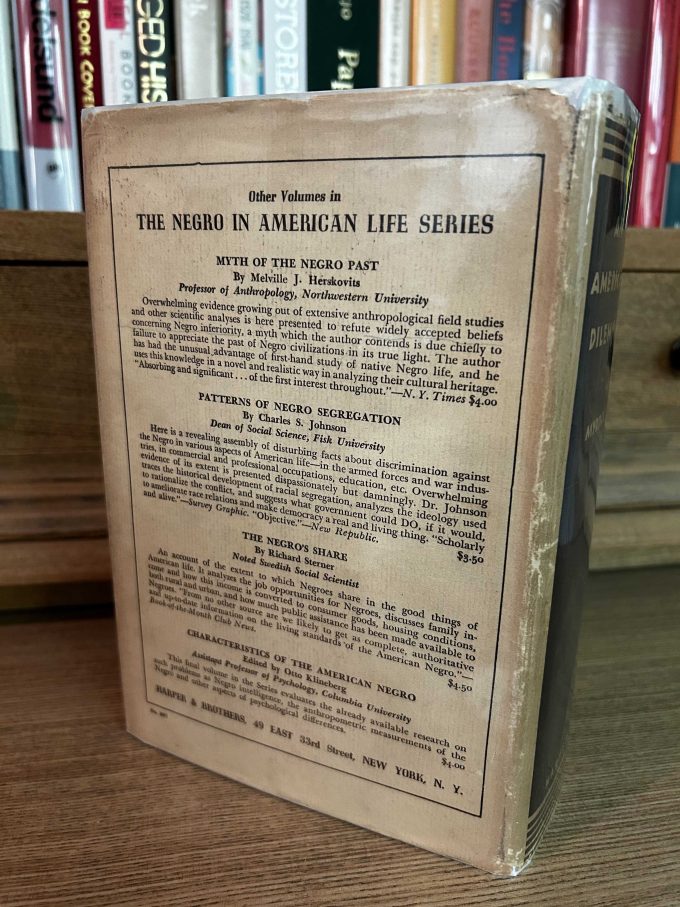 delsund
BOOK COVE
BOOK
GED HIS
STORE
JO
Pap
The Bo
Other Volumes in
THE NEGRO IN AMERICAN LIFE SERIES
MYTH OF THE NEGRO PAST
By Melville J. Herskovits
Professor of Anthropology, Northwestern University
Overwhelming evidence growing out of extensive anthropological field studies
and other scientific analyses is here presented to refute widely accepted beliefs
concerning Negro inferiority, a myth which the author contends is due chiefly to
failure to appreciate the past of Negro civilizations in its true light. The author
has had the unusual advantage of first-hand study of native Negro life, and he
uses this knowledge in a novel and realistic way in analyzing their cultural heritage.
"Absorbing and significant . . . of the first interest throughout."—N. Y. Times $4.00
PATTERNS OF NEGRO SEGREGATION
By Charles S. Johnson
Dean of Social Science, Fisk University
Here is a revealing assembly of disturbing facts about discrimination against
the Negro in various aspects of American life—in the armed forces and war indus-
tries, in commercial and professional occupations, education, etc. Overwhelming
evidence of its extent is presented dispassionately but damningly. Dr. Johnson
traces the historical development of racial segregation, analyzes the ideology used
to rationalize the conflict, and suggests what government could DO, if it would,
to ameliorate race relations and make democracy a real and living thing. "Scholarly
and alive."—Survey Graphic. "Objective."—New Republic. $3.50
THE NEGRO'S SHARE
By Richard Sterner
Noted Swedish Social Scientist
An account of the extent to which Negroes share in the good things of
American life. It analyzes the job opportunities for Negroes, discusses family in-
come and how this income is converted to consumer goods, housing conditions,
both rural and urban, and how much public assistance has been made available to
Negroes. "From no other source are we likely to get as complete, authoritative
and up-to-date information on the living standards of the American Negro."—
Book-of-the-Month Club News. $4.50
CHARACTERISTICS OF THE AMERICAN NEGRO
Edited by Otto Klineberg
Assistant Professor of Psychology, Columbia University
This final volume in the Series evaluates the already available research on
such problems as Negro intelligence, the anthropometric measurements of the
Negro and other aspects of psychological differences. $4.00
HARPER & BROTHERS, 49 EAST 33rd Street, NEW YORK, N. Y.
AN
AMERIC
DILEM